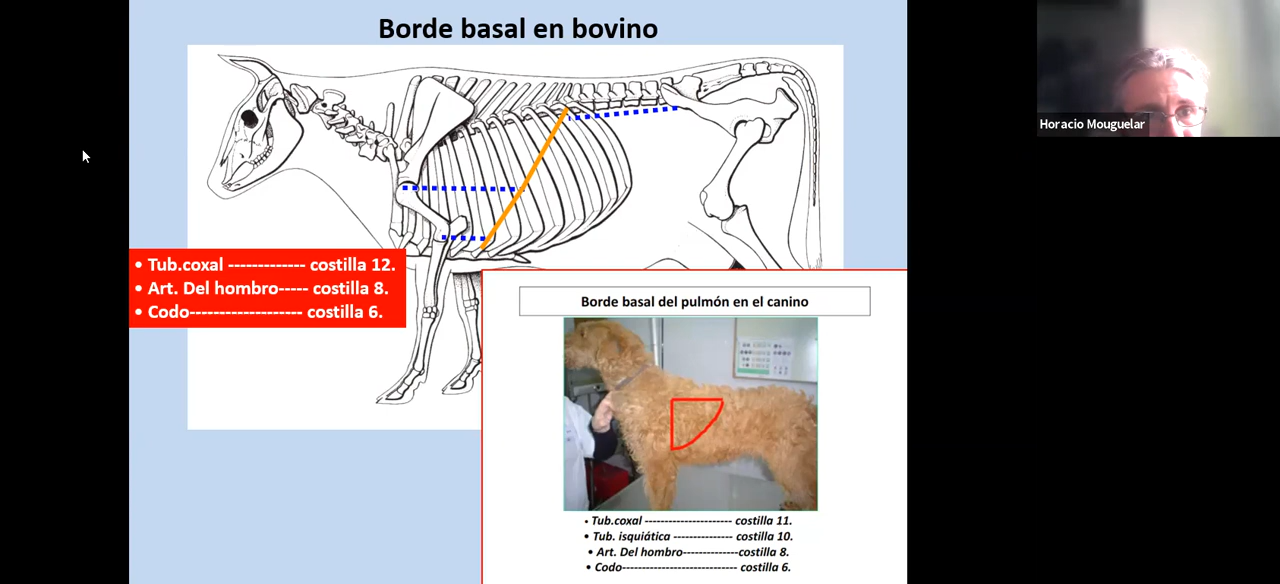 Borde basal en bovino
Horacio Mouguelar
• Tub.coxal ------------- costilla 12.
• Art. Del hombro----- costilla 8.
• Codo------------------- costilla 6.
Borde basal del pulmón en el canino
• Tub.coxal ---------------------- costilla 11.
• Tub. isquiática --------------- costilla 10.
• Art. Del hombro--------------costilla 8.
• Codo----------------------------- costilla 6.